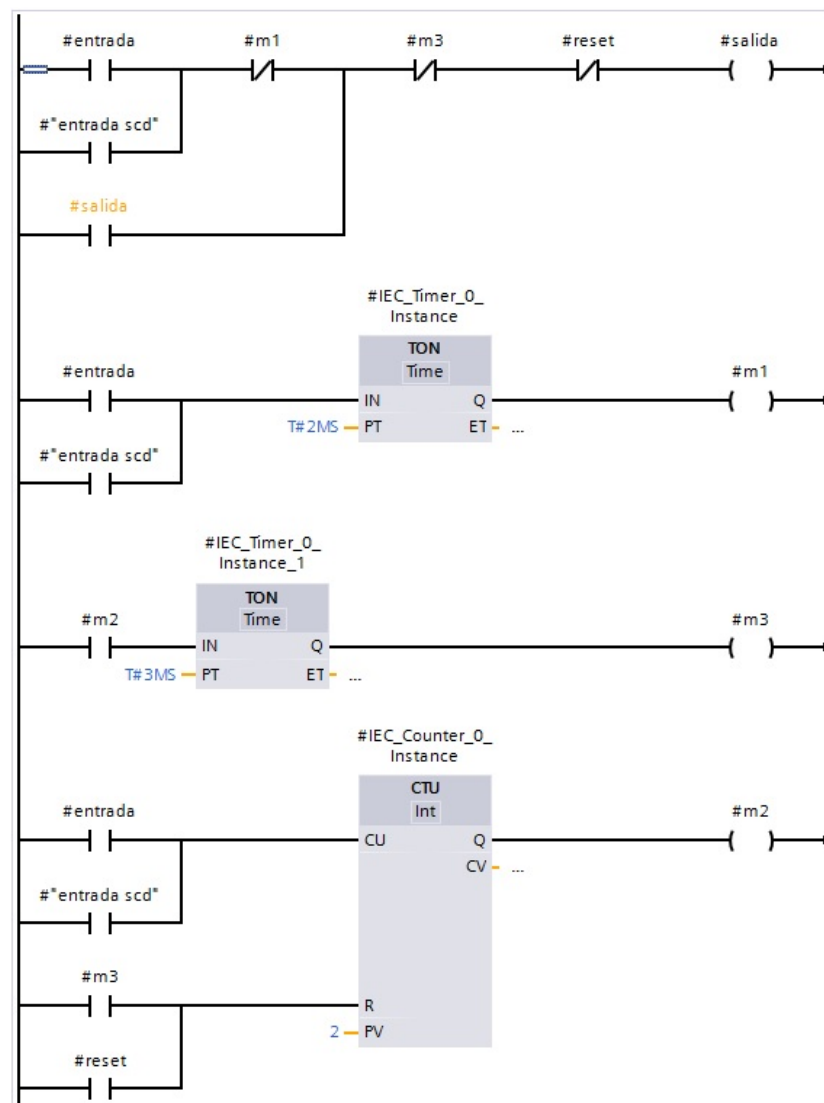 #entrada #m1 #m3 #reset #salida
#"entrada scd"
#salida
#IEC_Timer_0_
Instance
TON
Time
#entrada #m1
IN Q
T#2MS PT ET ...
#"entrada scd"
#IEC_Timer_0_
Instance_1
TON
Time
#m2 #m3
IN Q
T#3MS PT ET ...
#IEC_Counter_0_
Instance
CTU
Int
#entrada #m2
CU Q
CV ...
#"entrada scd"
#m3
R
2 PV
#reset